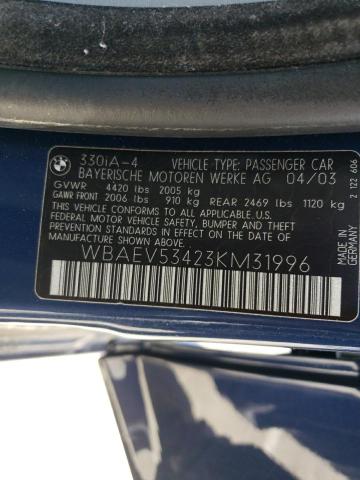 BMW
330iA-4 VEHICLE TYPE: PASSENGER CAR
BAYERISCHE MOTOREN WERKE AG 04/03
GVWR 4420 lbs 2005 kg
GAWR FRONT 2006 lbs 910 kg REAR 2469 lbs 1120 kg
THIS CAR CONFORMS TO ALL APPLICABLE FEDERAL
MOTOR VEHICLE SAFETY, BUMPER AND THEFT
PREVENTION STANDARDS IN EFFECT ON THE DATE
OF MANUFACTURE SHOWN ABOVE.
WBAEV53423KM31996
2 122 606
MADE IN
GERMANY